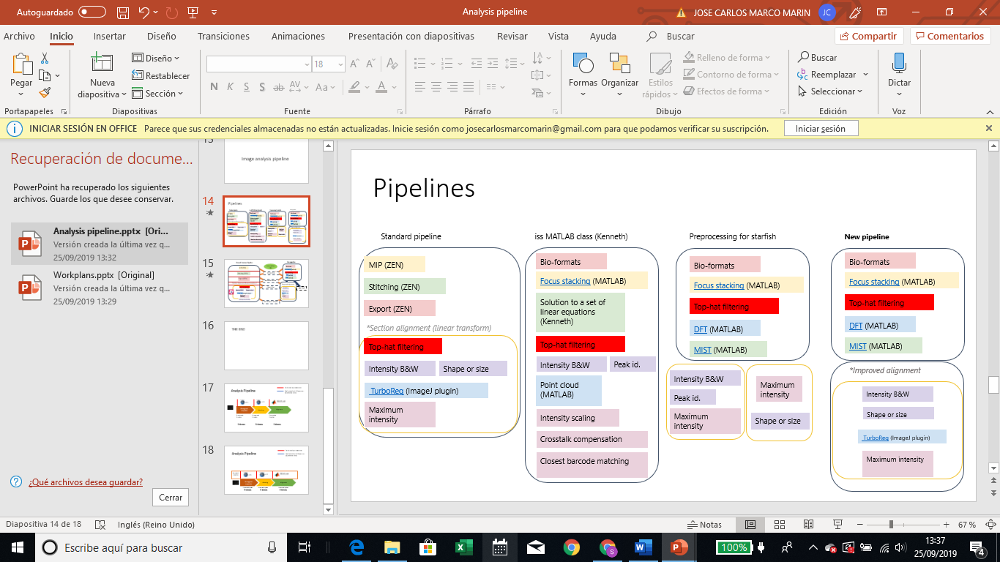 Autoguardado
Analysis pipeline
JOSE CARLOS MARCO MARIN
JC
Archivo
Inicio
Insertar
Diseño
Transiciones
Animaciones
Presentación con diapositivas
Revisar
Vista
Ayuda
Buscar
Compartir
Comentarios
Pegar
Nueva
diapositiva
Diseño
Restablecer
Sección
18
N K S S ab AV Aa
A
Formas
Organizar
Estilos
rápidos
Relleno de forma
Contorno de forma
Efectos de forma
Buscar
Reemplazar
Seleccionar
Dictar
Portapapeles
Diapositivas
Fuente
Párrafo
Dibujo
Edición
Voz
INICIAR SESIÓN EN OFFICE
Parece que sus credenciales almacenadas no están actualizadas. Inicie sesión como josecarlosmarcomarin@gmail.com para que podamos verificar su suscripción.
Iniciar sesión
Recuperación de docume...
PowerPoint ha recuperado los siguientes
archivos. Guarde los que desee conservar.
Analysis pipeline.pptx [Ori...
Versión creada la última vez q...
25/09/2019 13:32
Workplans.pptx [Original]
Versión creada la última vez q...
25/09/2019 13:29
¿Qué archivos desea guardar?
Cerrar
13
Image analysis pipeline
14
Pipelines
15
16
THE END
17
Analysis Pipeline
18
Analysis Pipeline
Pipelines
Standard pipeline
MIP (ZEN)
Stitching (ZEN)
Export (ZEN)
*Section alignment (linear transform)
Top-hat filtering
Intensity B&W
Shape or size
TurboReg (ImageJ plugin)
Maximum
intensity
iss MATLAB class (Kenneth)
Bio-formats
Focus stacking (MATLAB)
Solution to a set of
linear equations
(Kenneth)
Top-hat filtering
Intensity B&W
Peak id.
Point cloud
(MATLAB)
Intensity scaling
Crosstalk compensation
Closest barcode matching
Preprocessing for starfish
Bio-formats
Focus stacking (MATLAB)
Top-hat filtering
DFT (MATLAB)
MIST (MATLAB)
Intensity B&W
Peak id.
Maximum
intensity
Maximum
intensity
Shape or size
New pipeline
Bio-formats
Focus stacking (MATLAB)
Top-hat filtering
DFT (MATLAB)
MIST (MATLAB)
*Improved alignment
Intensity B&W
Shape or size
TurboReg (ImageJ plugin)
Maximum intensity
Diapositiva 14 de 18
Inglés (Reino Unido)
Notas
67 %
Escribe aquí para buscar
100%
13:37
25/09/2019
4